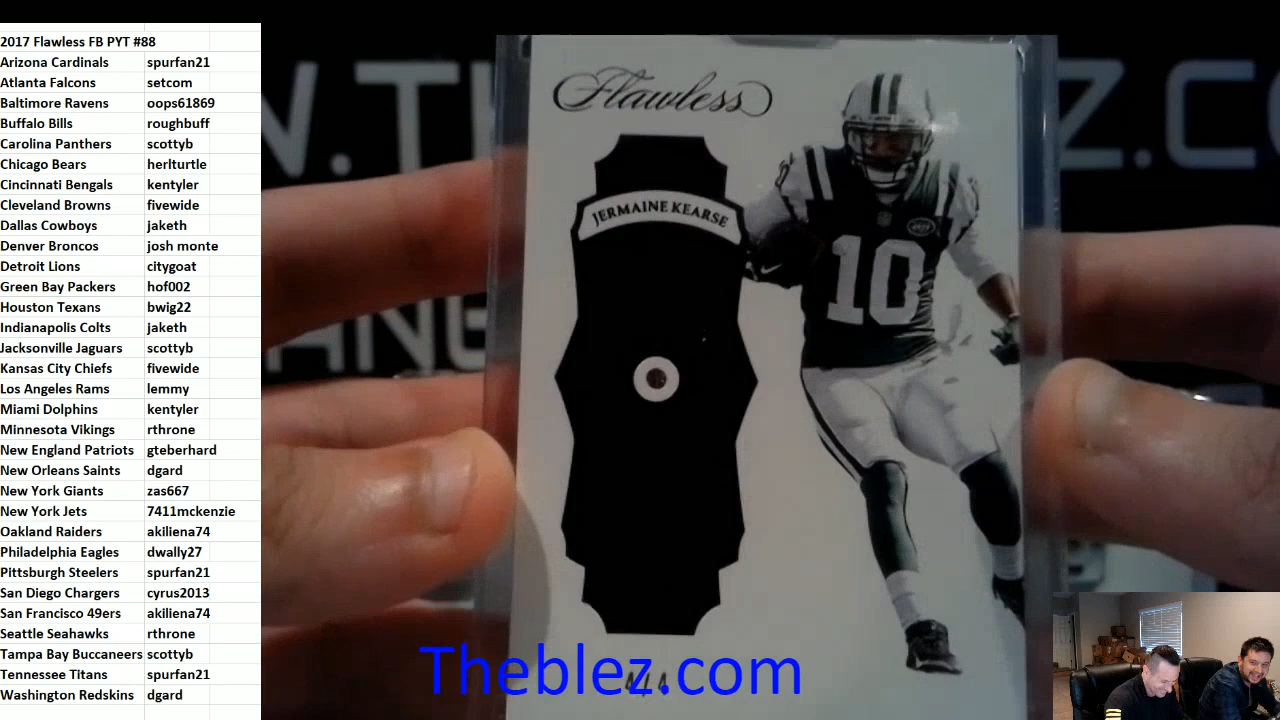 2017 Flawless FB PYT #88
Arizona Cardinals spurfan21
Atlanta Falcons setcom
Baltimore Ravens oops61869
Buffalo Bills roughbuff
Carolina Panthers scottyb
Chicago Bears herlturtle
Cincinnati Bengals kentyler
Cleveland Browns fivewide
Dallas Cowboys jaketh
Denver Broncos josh monte
Detroit Lions citygoat
Green Bay Packers hof002
Houston Texans bwig22
Indianapolis Colts jaketh
Jacksonville Jaguars scottyb
Kansas City Chiefs fivewide
Los Angeles Rams lemmy
Miami Dolphins kentyler
Minnesota Vikings rthrone
New England Patriots gteberhard
New Orleans Saints dgard
New York Giants zas667
New York Jets 7411mckenzie
Oakland Raiders akiliena74
Philadelphia Eagles dwally27
Pittsburgh Steelers spurfan21
San Diego Chargers cyrus2013
San Francisco 49ers akiliena74
Seattle Seahawks rthrone
Tampa Bay Buccaneers scottyb
Tennessee Titans spurfan21
Washington Redskins dgard
Flawless
JERMAINE KEARSE
10
Theblez.com